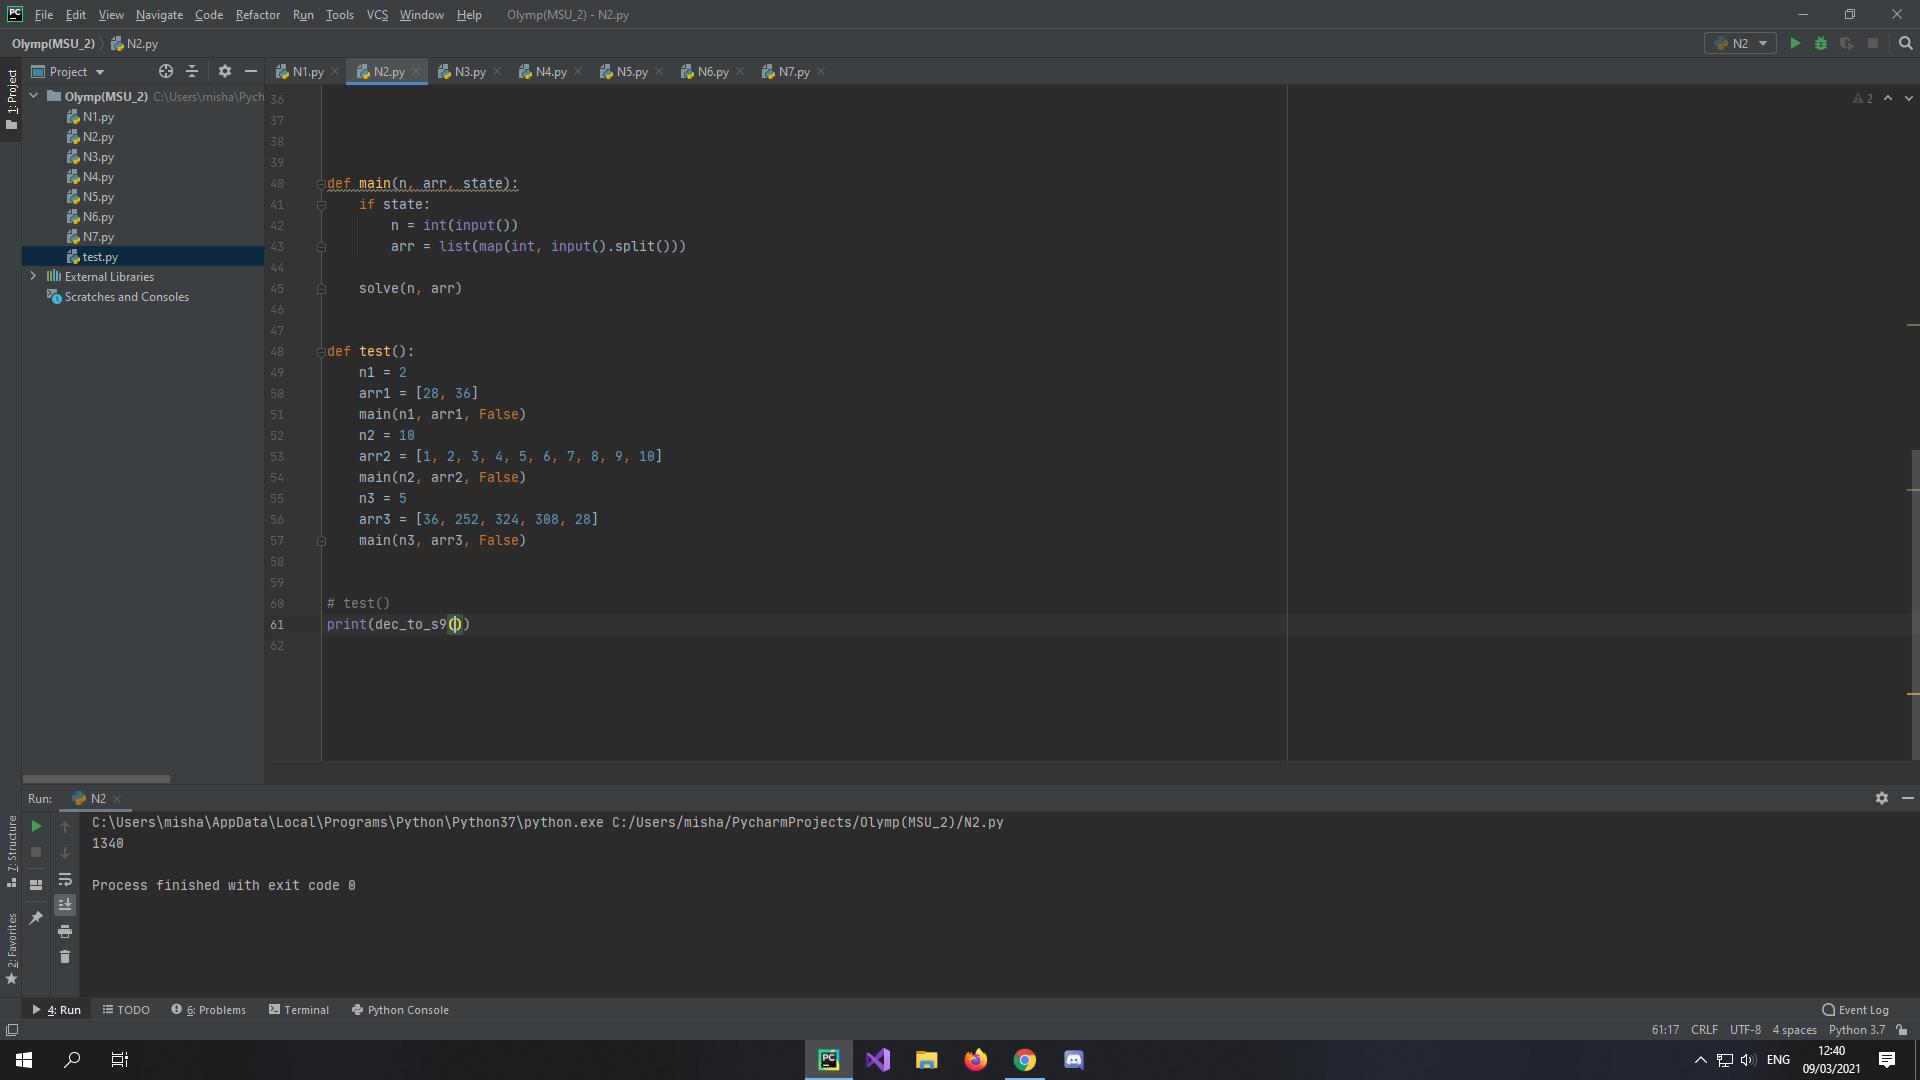 PC File Edit View Navigate Code Refactor Run Tools VCS Window Help Olymp(MSU_2) - N2.py
Olymp(MSU_2) N2.py N2
1: Project
Project N1.py N2.py N3.py N4.py N5.py N6.py N7.py
Olymp(MSU_2) C:\Users\misha\Pych
N1.py
N2.py
N3.py
N4.py
N5.py
N6.py
N7.py
test.py
External Libraries
Scratches and Consoles
2
36
37
38
39
40 def main(n, arr, state):
41 if state:
42 n = int(input())
43 arr = list(map(int, input().split()))
44
45 solve(n, arr)
46
47
48 def test():
49 n1 = 2
50 arr1 = [28, 36]
51 main(n1, arr1, False)
52 n2 = 10
53 arr2 = [1, 2, 3, 4, 5, 6, 7, 8, 9, 10]
54 main(n2, arr2, False)
55 n3 = 5
56 arr3 = [36, 252, 324, 308, 28]
57 main(n3, arr3, False)
58
59
60 # test()
61 print(dec_to_s9())
62
Run: N2
C:\Users\misha\AppData\Local\Programs\Python\Python37\python.exe C:/Users/misha/PycharmProjects/Olymp(MSU_2)/N2.py
1340
Process finished with exit code 0
7: Structure
2: Favorites
4: Run TODO 6: Problems Terminal Python Console Event Log
61:17 CRLF UTF-8 4 spaces Python 3.7
PC ENG 12:40
09/03/2021